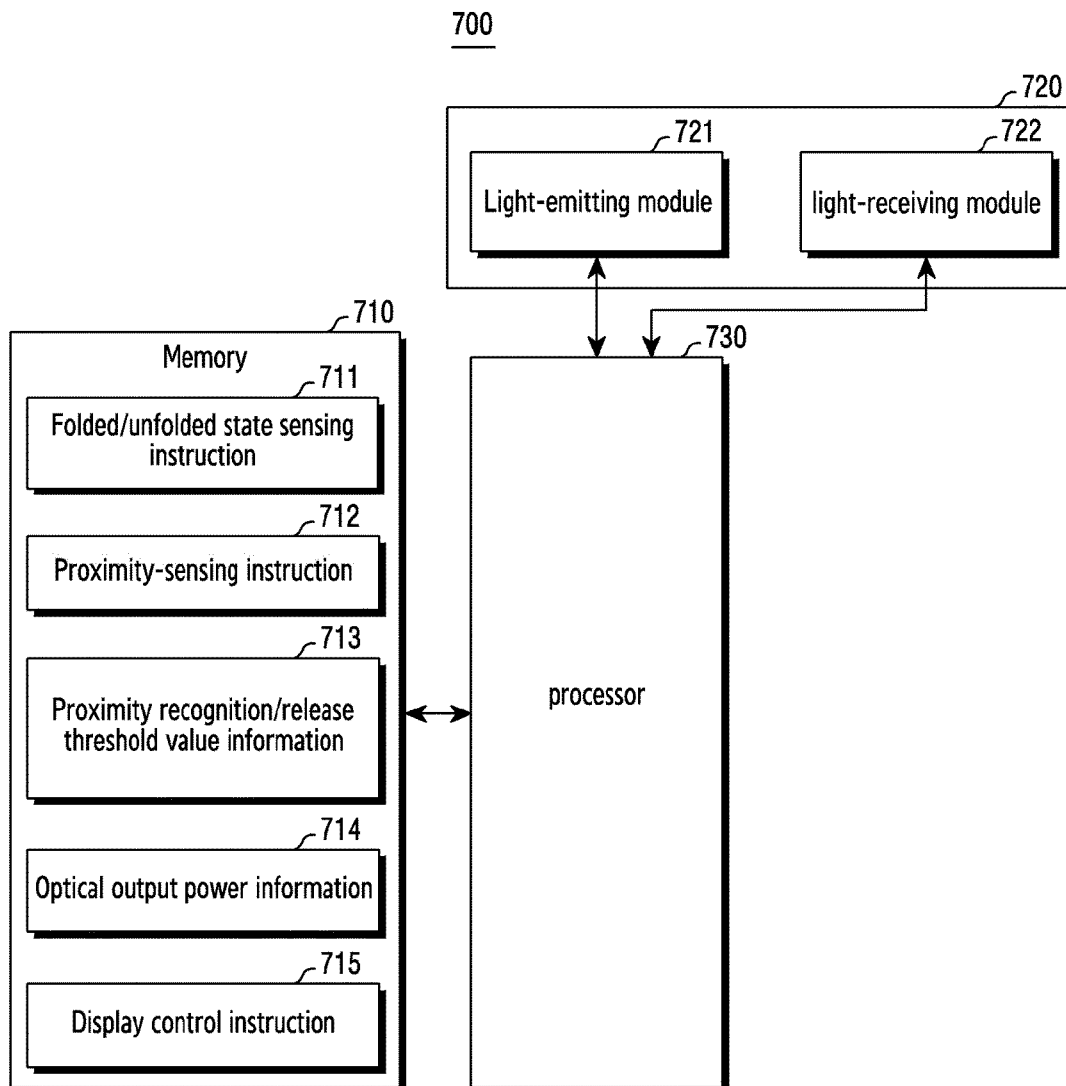 700
720
721
Light-emitting module
722
light-receiving module
710
Memory
711
Folded/unfolded state sensing
instruction
712
Proximity-sensing instruction
713
Proximity recognition/release
threshold value information
714
Optical output power information
715
Display control instruction
730
processor